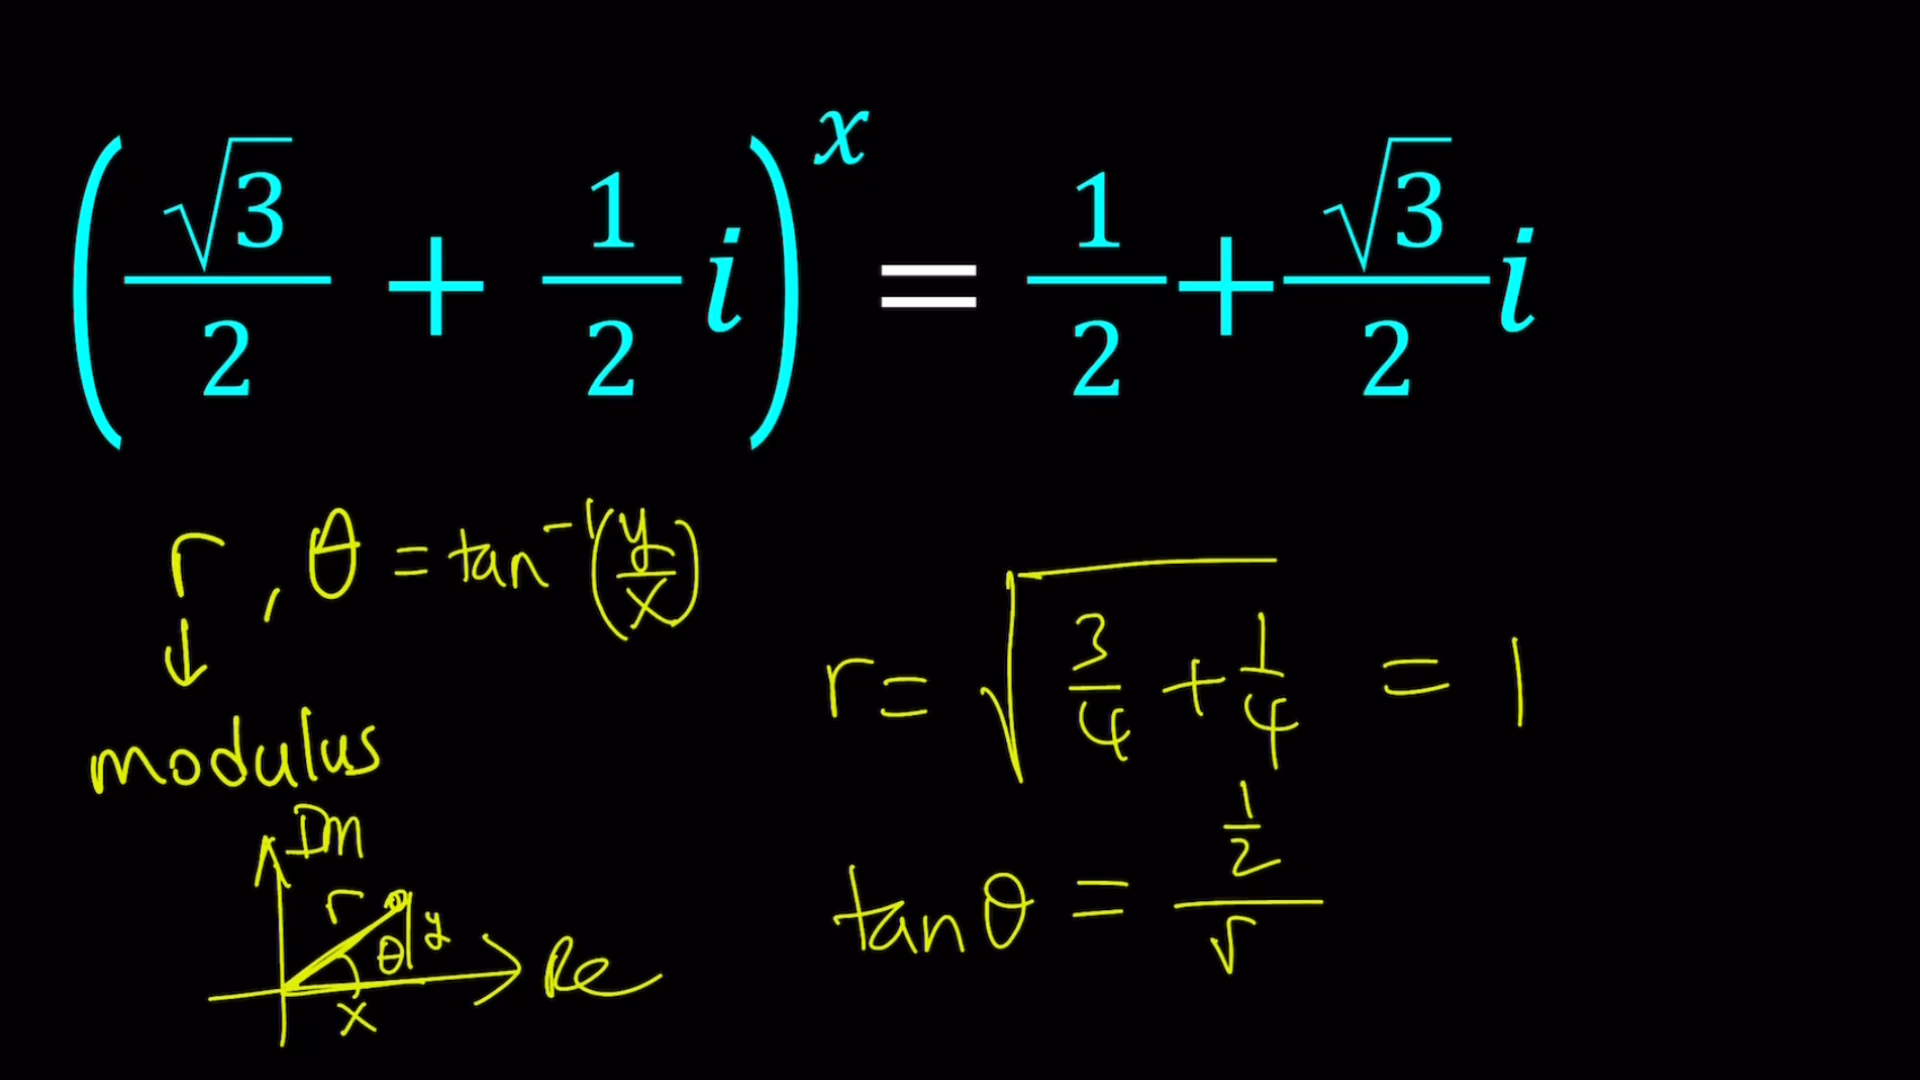 (√3/2 + 1/2 i)^x = 1/2 + √3/2 i
r, θ = tan⁻¹(y/x)
↓
modulus
r = √(3/4 + 1/4) = 1
Im
r
θ
y
x
Re
tan θ = 1/2 / √